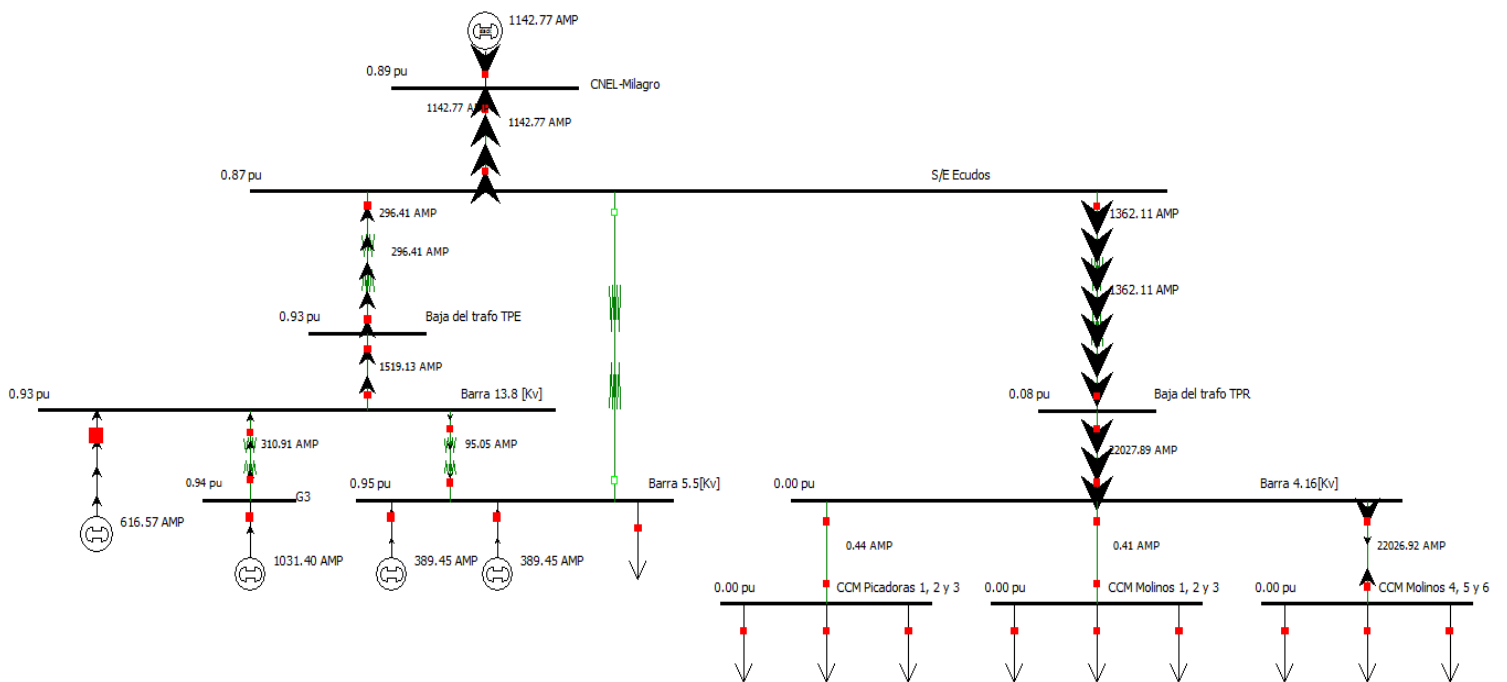 1142.77 AMP
0.89 pu
CNEL-Milagro
1142.77 AMP
1142.77 AMP
0.87 pu
S/E Ecudos
296.41 AMP
1362.11 AMP
296.41 AMP
1362.11 AMP
0.93 pu
Baja del trafo TPE
1519.13 AMP
0.93 pu
Barra 13.8 [Kv]
0.08 pu
Baja del trafo TPR
310.91 AMP
95.05 AMP
22027.89 AMP
0.94 pu
G3
0.95 pu
Barra 5.5[Kv]
0.00 pu
Barra 4.16[Kv]
616.57 AMP
1031.40 AMP
389.45 AMP
389.45 AMP
0.44 AMP
0.41 AMP
22026.92 AMP
0.00 pu
CCM Picadoras 1, 2 y 3
0.00 pu
CCM Molinos 1, 2 y 3
0.00 pu
CCM Molinos 4, 5 y 6